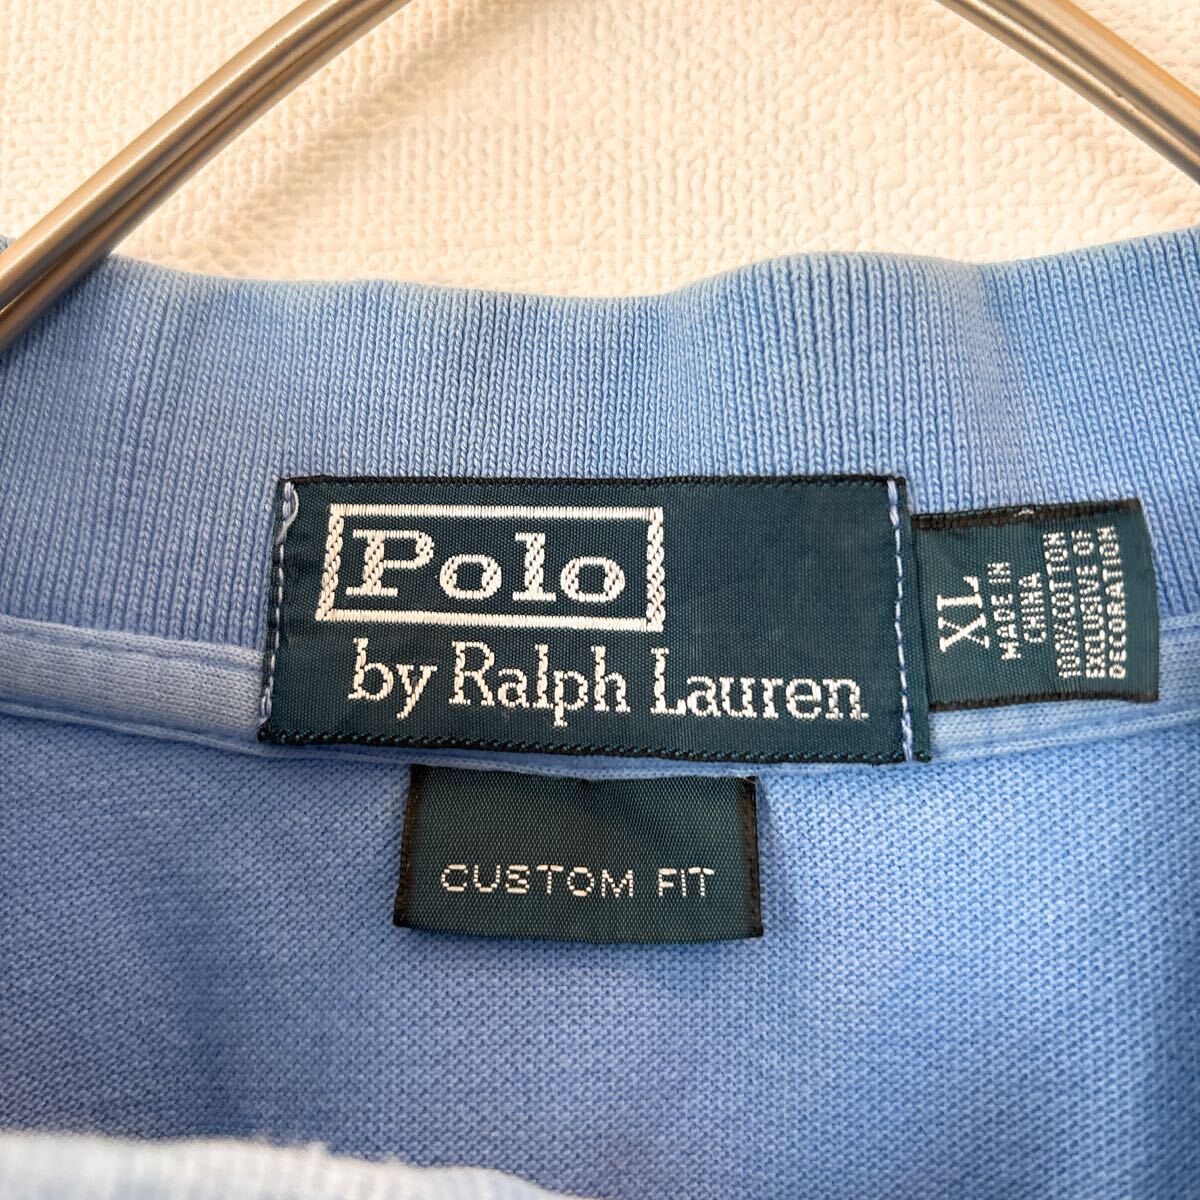 Polo
by Ralph Lauren
XL
MADE IN
CHINA
100% COTTON
EXCLUSIVE OF
DECORATION
CUSTOM FIT